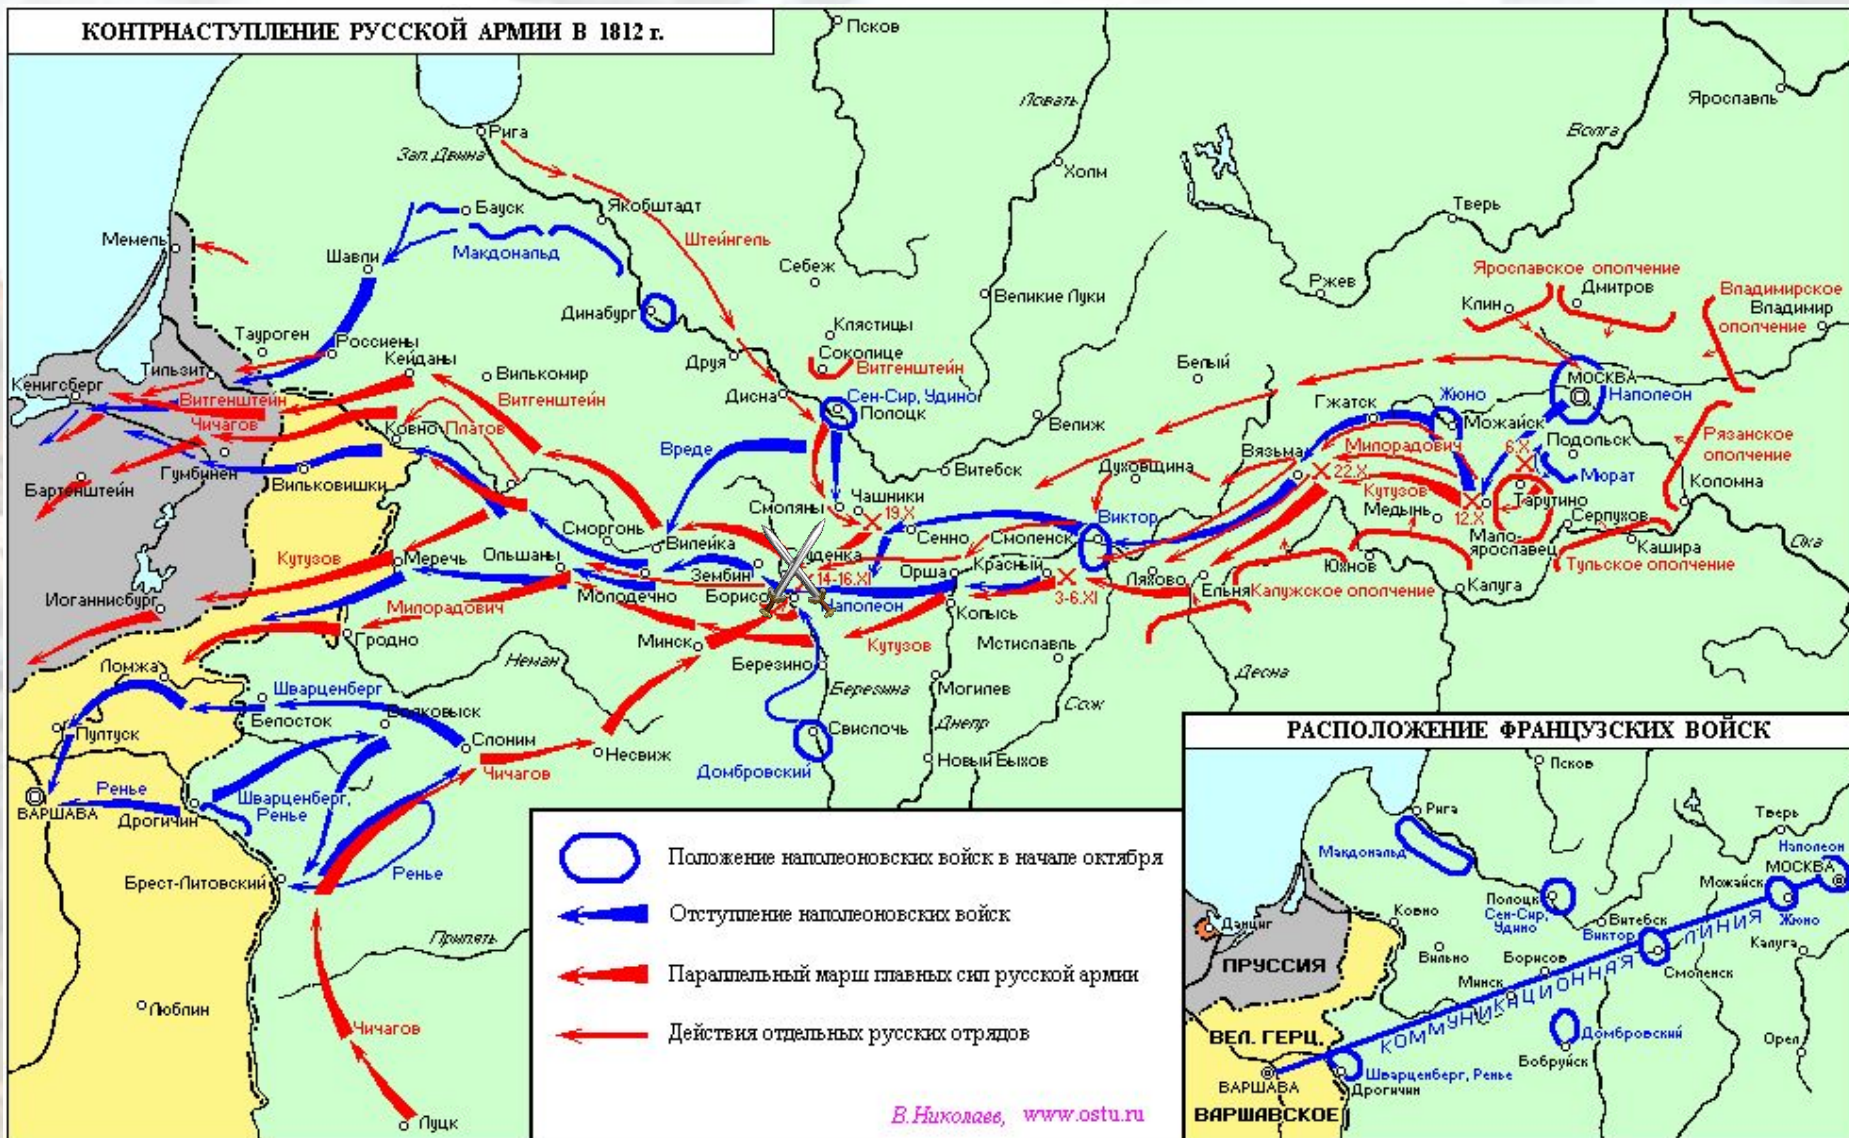 КОНТРНАСТУПЛЕНИЕ РУССКОЙ АРМИИ В 1812 г.
Псков
Ловать
Ярославль
Волга
Рига
Зап. Двина
Холм
Якобштадт
Бауск
Тверь
Мемель
Штейнгель
Макдональд
Шавли
Себеж
Ржев
Ярославское ополчение
Великие Луки
Клин
Дмитров
Владимирское
Владимир
ополчение
Динабург
Клястицы
Таурогген
Россиены
Кейданы
Друя
Соколице
Витгенштейн
Белый
Тильзит
Вилькомир
Кенигсберг
Витгенштейн
Витгенштейн
Дисна
Сен-Сир, Удино
Полоцк
Гжатск
Жюно
МОСКВА
Наполеон
Чичагов
Ковно
Платов
Велиж
Можайск
Подольск
Рязанское
ополчение
Вреде
Вязьма
Милорадович
6.X
Гумбинен
Витебск
Духовщина
22.X
Мюрат
Бартенштейн
Вильковишки
Кутузов
Тарутино
Коломна
Чашники
Смоляны
19.X
Виктор
Медынь
12.X
Серпухов
Сморгонь
Сенно
Смоленск
Мало-
ярославец
Кашира
Ока
Вилейка
Кутузов
Меречь
Ольшаны
Зембин
14-16.XI
Орша
Красный
Ляхово
Юхнов
Тульское ополчение
Иоганнисбург
Милорадович
Молодечно
3-6.XI
Ельня
Калужское ополчение
Калуга
Копысь
Гродно
Минск
Кутузов
Мстиславль
Неман
Березино
Десна
Ломжа
Шварценберг
Березина
Могилев
Сож
Белосток
Днепр
Пултуск
Слоним
Свислочь
Несвиж
Новый Быхов
Чичагов
Домбровский
Ренье
ВАРШАВА
Дрогичин
Шварценберг,
Ренье
Брест-Литовский
Ренье
Припять
Люблин
Чичагов
Луцк
Положение наполеоновских войск в начале октября
Отступление наполеоновских войск
Параллельный марш главных сил русской армии
Действия отдельных русских отрядов
В.Николаев, www.ostu.ru
РАСПОЛОЖЕНИЕ ФРАНЦУЗСКИХ ВОЙСК
Псков
Рига
Тверь
Макдональд
Наполеон
МОСКВА
Можайск
Полоцк
Сен-Сир,
Удино
Жюно
Ковно
Витебск
Данциг
Виктор
Калуга
Вильно
Борисов
Смоленск
ПРУССИЯ
Минск
КОММУНИКАЦИОННАЯ ЛИНИЯ
ВЕЛ. ГЕРЦ.
Домбровский
Орел
Бобруйск
ВАРШАВА
Шварценберг, Ренье
Дрогичин
ВАРШАВСКОЕ